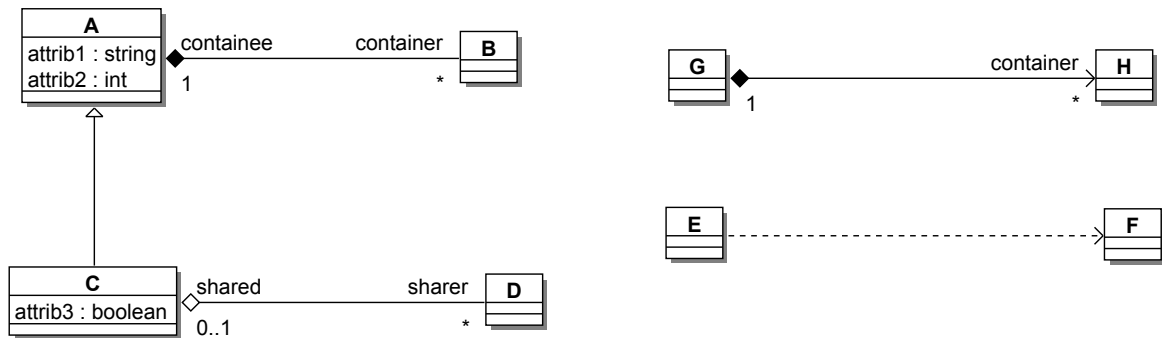 A
attrib1 : string
attrib2 : int
containee
container
1
*
B
C
attrib3 : boolean
shared
sharer
0..1
*
D
G
1
container
*
H
E
F